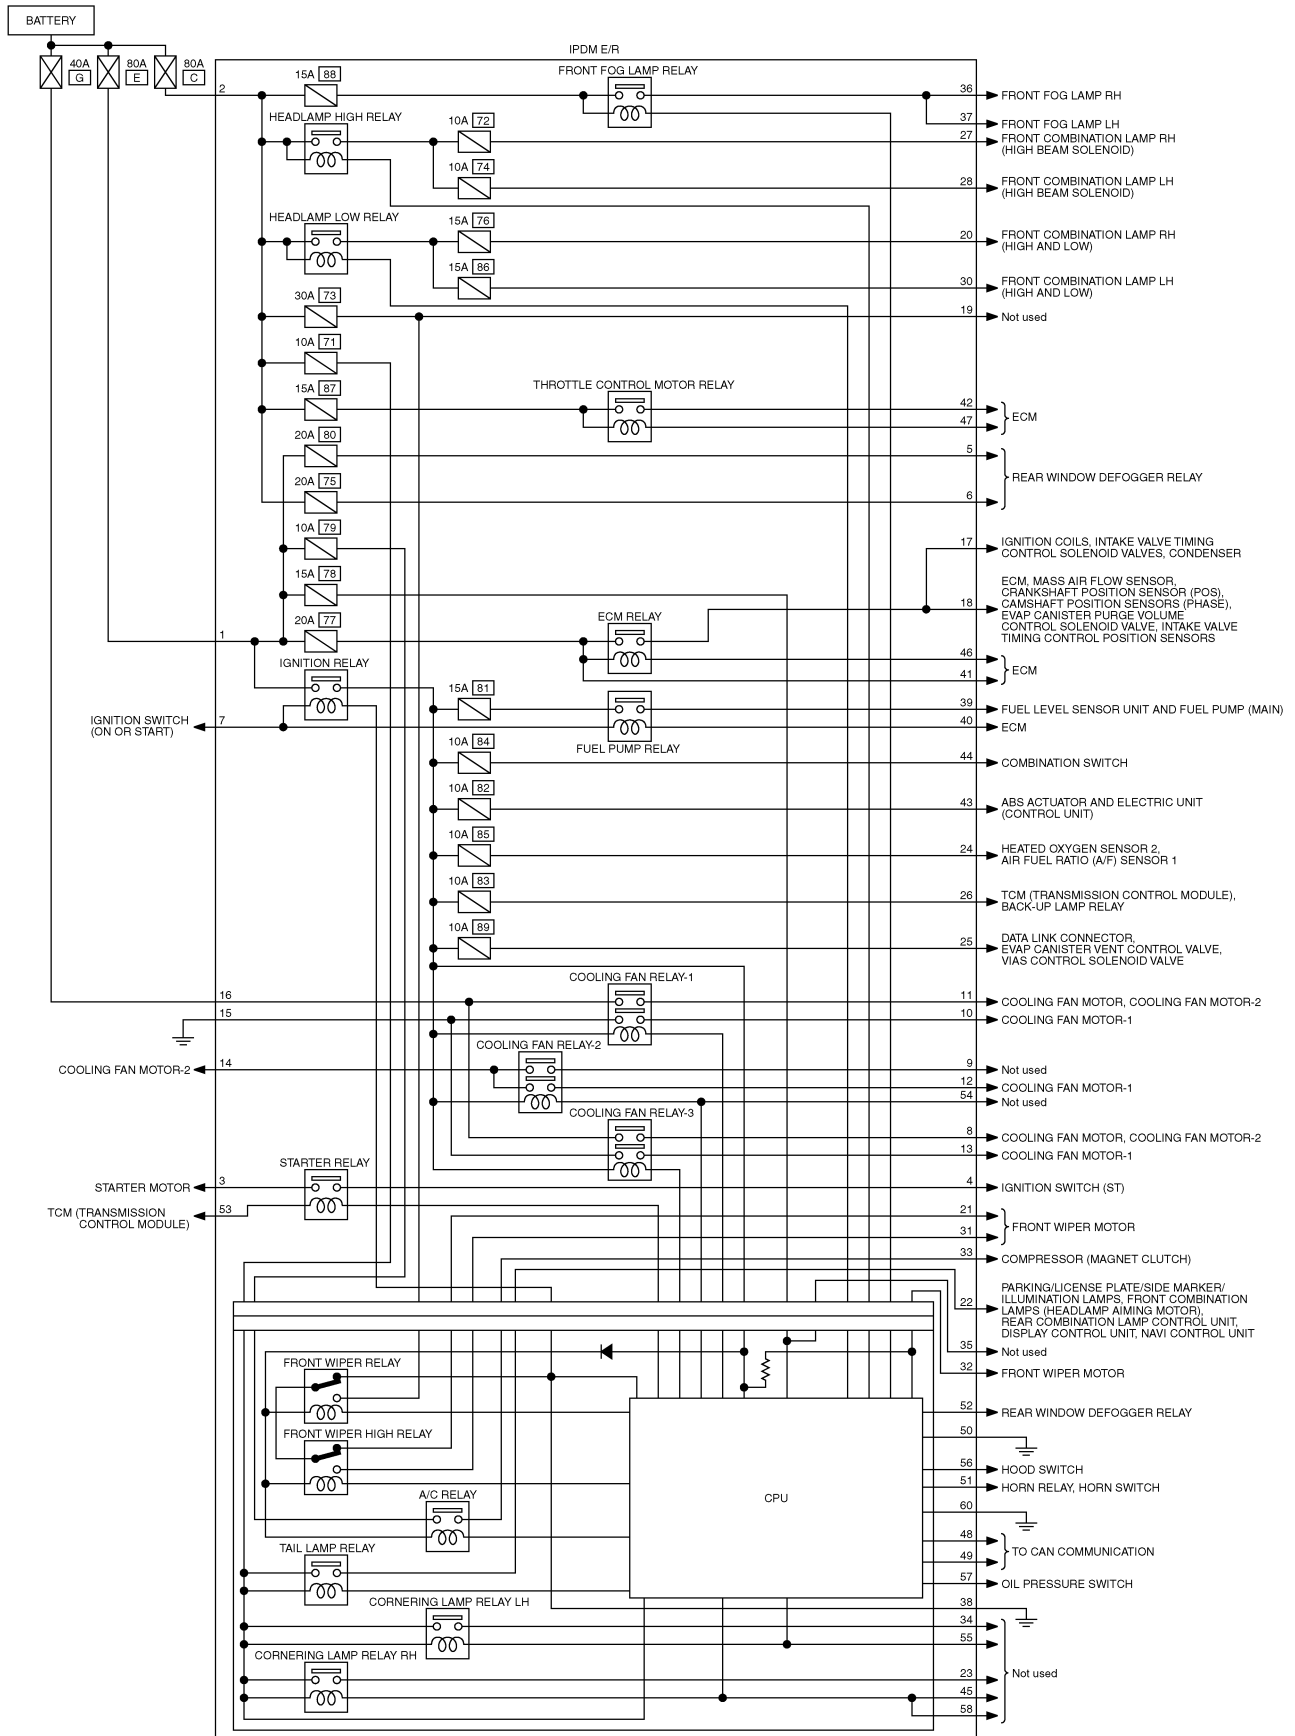 BATTERY
40A
G
80A
E
80A
C
IPDM E/R
2
15A 88
FRONT FOG LAMP RELAY
36
FRONT FOG LAMP RH
37
FRONT FOG LAMP LH
HEADLAMP HIGH RELAY
10A 72
27
FRONT COMBINATION LAMP RH
(HIGH BEAM SOLENOID)
10A 74
28
FRONT COMBINATION LAMP LH
(HIGH BEAM SOLENOID)
HEADLAMP LOW RELAY
15A 76
20
FRONT COMBINATION LAMP RH
(HIGH AND LOW)
15A 86
30
FRONT COMBINATION LAMP LH
(HIGH AND LOW)
30A 73
19
Not used
10A 71
15A 87
THROTTLE CONTROL MOTOR RELAY
42
47
ECM
20A 80
5
REAR WINDOW DEFOGGER RELAY
20A 75
6
10A 79
17
IGNITION COILS, INTAKE VALVE TIMING
CONTROL SOLENOID VALVES, CONDENSER
15A 78
18
ECM, MASS AIR FLOW SENSOR,
CRANKSHAFT POSITION SENSOR (POS),
CAMSHAFT POSITION SENSORS (PHASE),
EVAP CANISTER PURGE VOLUME
CONTROL SOLENOID VALVE, INTAKE VALVE
TIMING CONTROL POSITION SENSORS
1
20A 77
ECM RELAY
46
41
ECM
IGNITION RELAY
15A 81
39
FUEL LEVEL SENSOR UNIT AND FUEL PUMP (MAIN)
IGNITION SWITCH
(ON OR START)
7
40
ECM
FUEL PUMP RELAY
10A 84
44
COMBINATION SWITCH
10A 82
43
ABS ACTUATOR AND ELECTRIC UNIT
(CONTROL UNIT)
10A 85
24
HEATED OXYGEN SENSOR 2,
AIR FUEL RATIO (A/F) SENSOR 1
10A 83
26
TCM (TRANSMISSION CONTROL MODULE),
BACK-UP LAMP RELAY
10A 89
25
DATA LINK CONNECTOR,
EVAP CANISTER VENT CONTROL VALVE,
VIAS CONTROL SOLENOID VALVE
COOLING FAN RELAY-1
16
11
COOLING FAN MOTOR, COOLING FAN MOTOR-2
15
10
COOLING FAN MOTOR-1
COOLING FAN RELAY-2
COOLING FAN MOTOR-2
14
9
Not used
12
COOLING FAN MOTOR-1
54
Not used
COOLING FAN RELAY-3
8
COOLING FAN MOTOR, COOLING FAN MOTOR-2
13
COOLING FAN MOTOR-1
STARTER RELAY
STARTER MOTOR
3
4
IGNITION SWITCH (ST)
TCM (TRANSMISSION
CONTROL MODULE)
53
21
31
FRONT WIPER MOTOR
33
COMPRESSOR (MAGNET CLUTCH)
22
PARKING/LICENSE PLATE/SIDE MARKER/
ILLUMINATION LAMPS, FRONT COMBINATION
LAMPS (HEADLAMP AIMING MOTOR),
REAR COMBINATION LAMP CONTROL UNIT,
DISPLAY CONTROL UNIT, NAVI CONTROL UNIT
35
Not used
32
FRONT WIPER MOTOR
FRONT WIPER RELAY
52
REAR WINDOW DEFOGGER RELAY
50
FRONT WIPER HIGH RELAY
56
HOOD SWITCH
51
HORN RELAY, HORN SWITCH
A/C RELAY
CPU
60
48
49
TO CAN COMMUNICATION
TAIL LAMP RELAY
57
OIL PRESSURE SWITCH
CORNERING LAMP RELAY LH
38
34
55
CORNERING LAMP RELAY RH
23
45
58
Not used